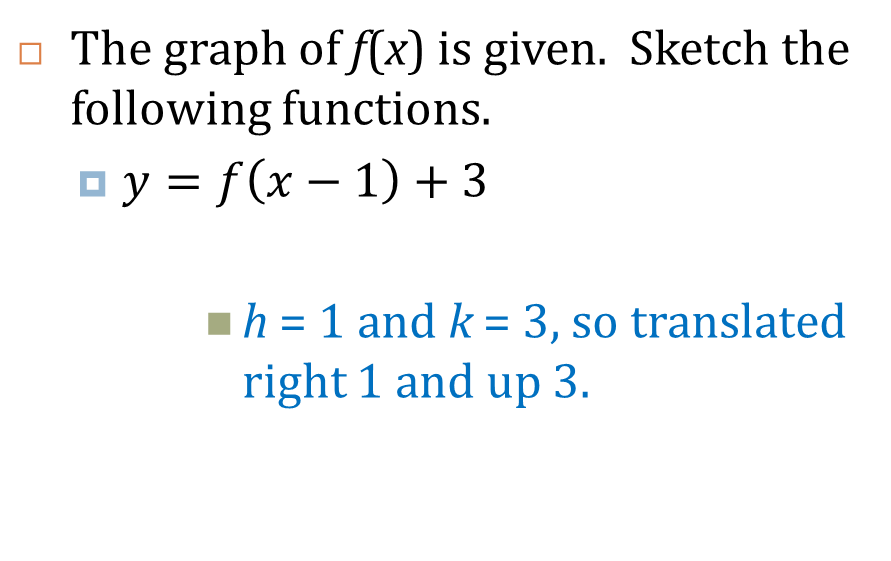 The graph of f(x) is given. Sketch the
following functions.
y = f(x − 1) + 3
h = 1 and k = 3, so translated
right 1 and up 3.